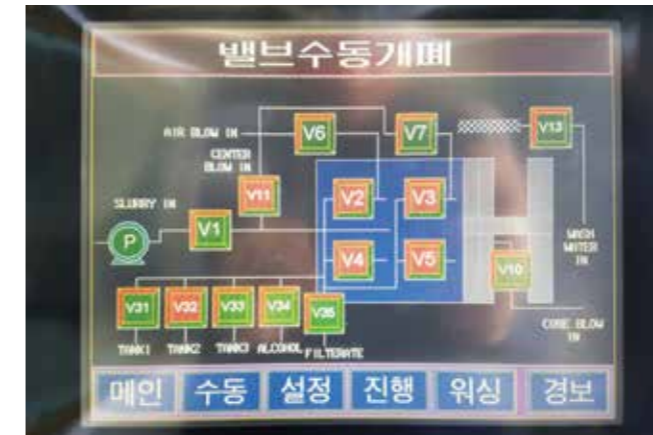 밸브수동개폐
AIR BLOW IN
V6
V7
V13
CENTER
BLOW IN
V11
V2
V3
SLURRY IN
V1
P
V4
V5
V10
WASH
WATER
IN
V31
V32
V33
V34
V35
TANK1
TANK2
TANK3
ALCOHOL
FILTERATE
CORE BLOW
IN
메인
수동
설정
진행
워싱
경보